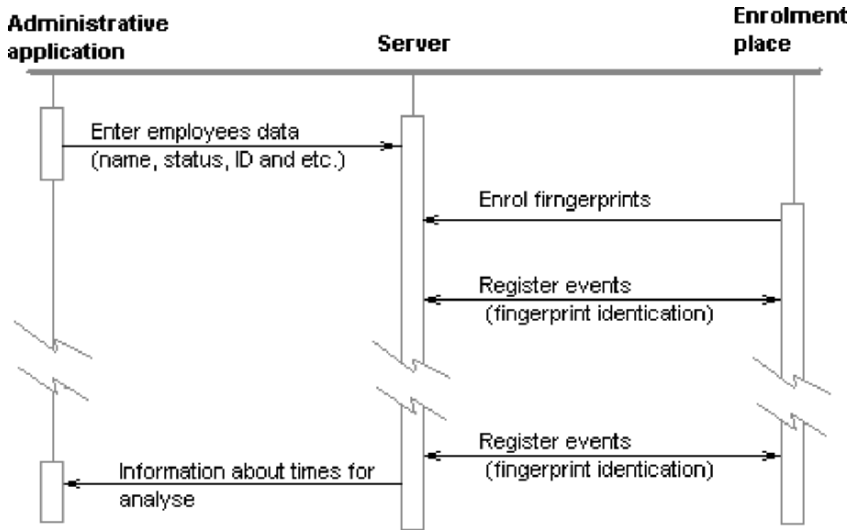 Administrative
application
Server
Enrolment
place
Enter employees data
(name, status, ID and etc.)
Enrol firngerprints
Register events
(fingerprint identication)
Register events
(fingerprint identication)
Information about times for
analyse